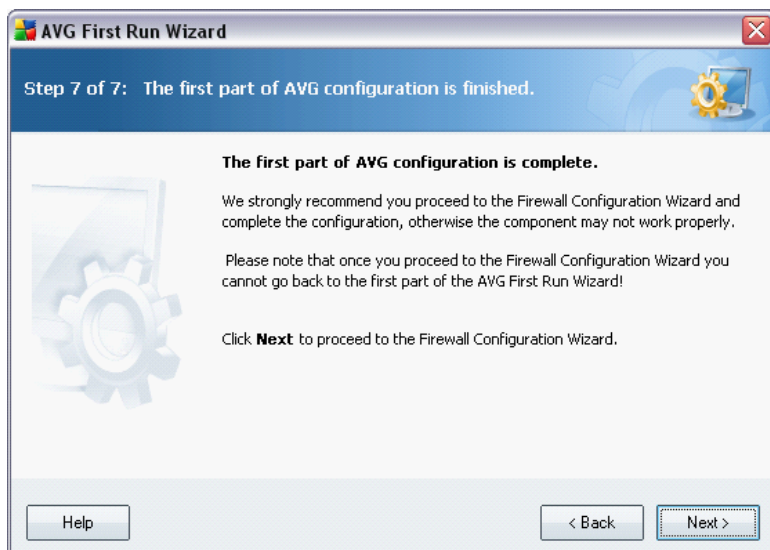 AVG First Run Wizard
Step 7 of 7: The first part of AVG configuration is finished.
The first part of AVG configuration is complete.
We strongly recommend you proceed to the Firewall Configuration Wizard and
complete the configuration, otherwise the component may not work properly.
Please note that once you proceed to the Firewall Configuration Wizard you
cannot go back to the first part of the AVG First Run Wizard!
Click Next to proceed to the Firewall Configuration Wizard.
Help
< Back
Next >